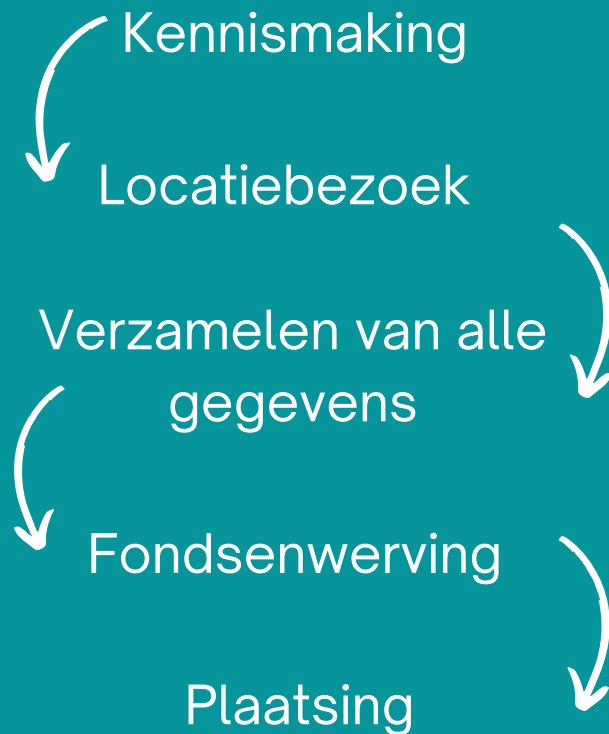 Kennismaking
Locatiebezoek
Verzamelen van alle
gegevens
Fondsenwerving
Plaatsing